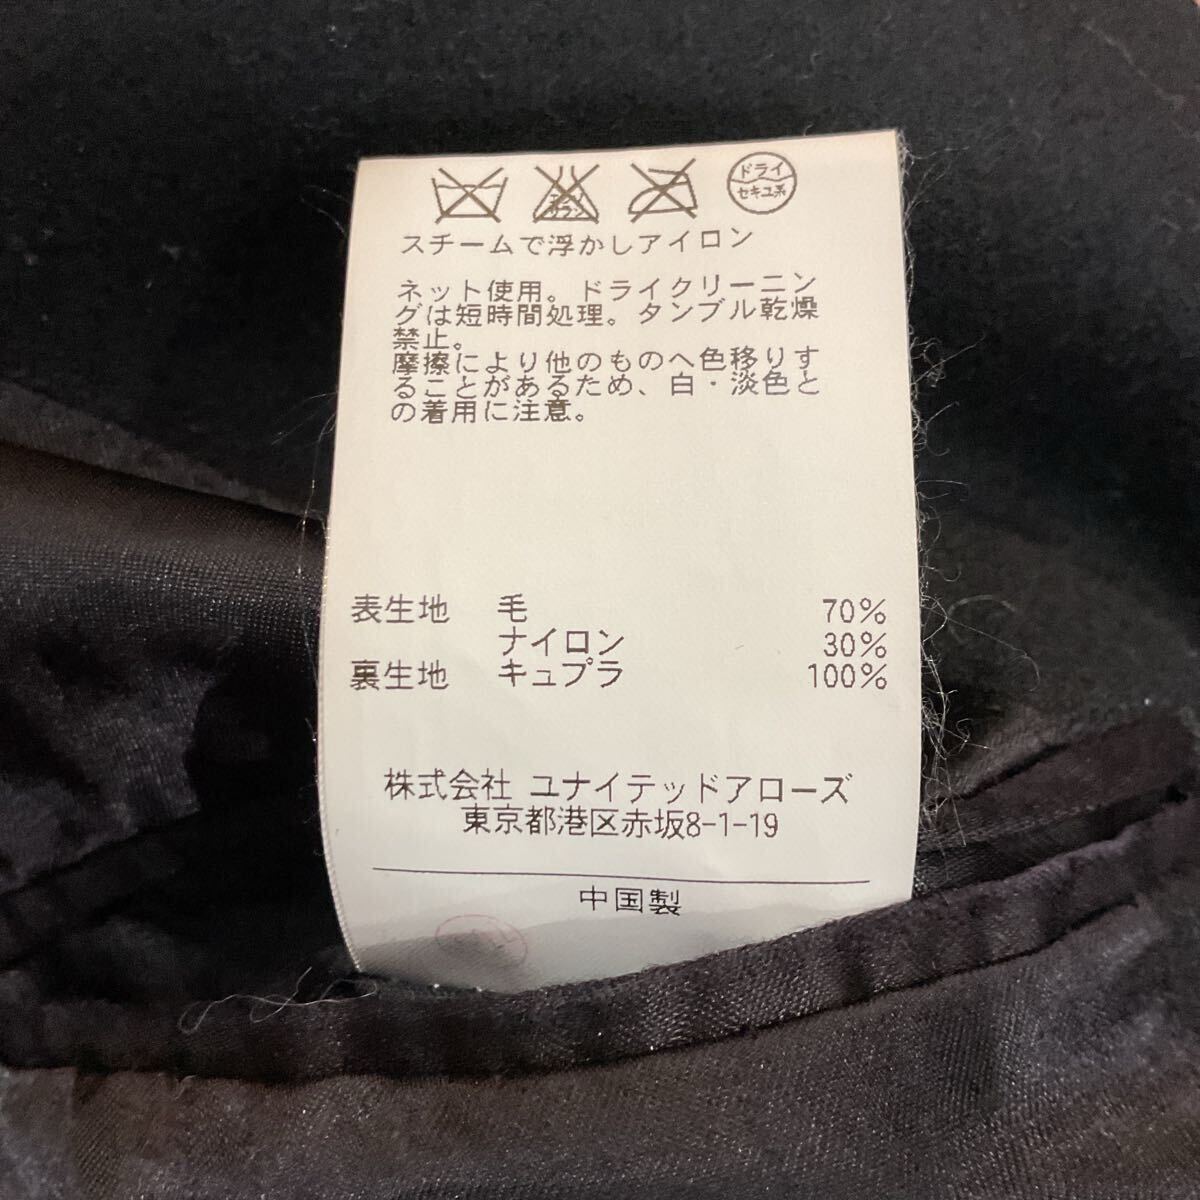 エンソ
サラシ
ドライ
セキユ系
スチームで浮かしアイロン
ネット使用。ドライクリーニン
グは短時間処理。タンブル乾燥
禁止。
摩擦により他のものへ色移りす
ることがあるため、白・淡色と
の着用に注意。
表生地 毛 70%
ナイロン 30%
裏生地 キュプラ 100%
株式会社 ユナイテッドアローズ
東京都港区赤坂8-1-19
中国製